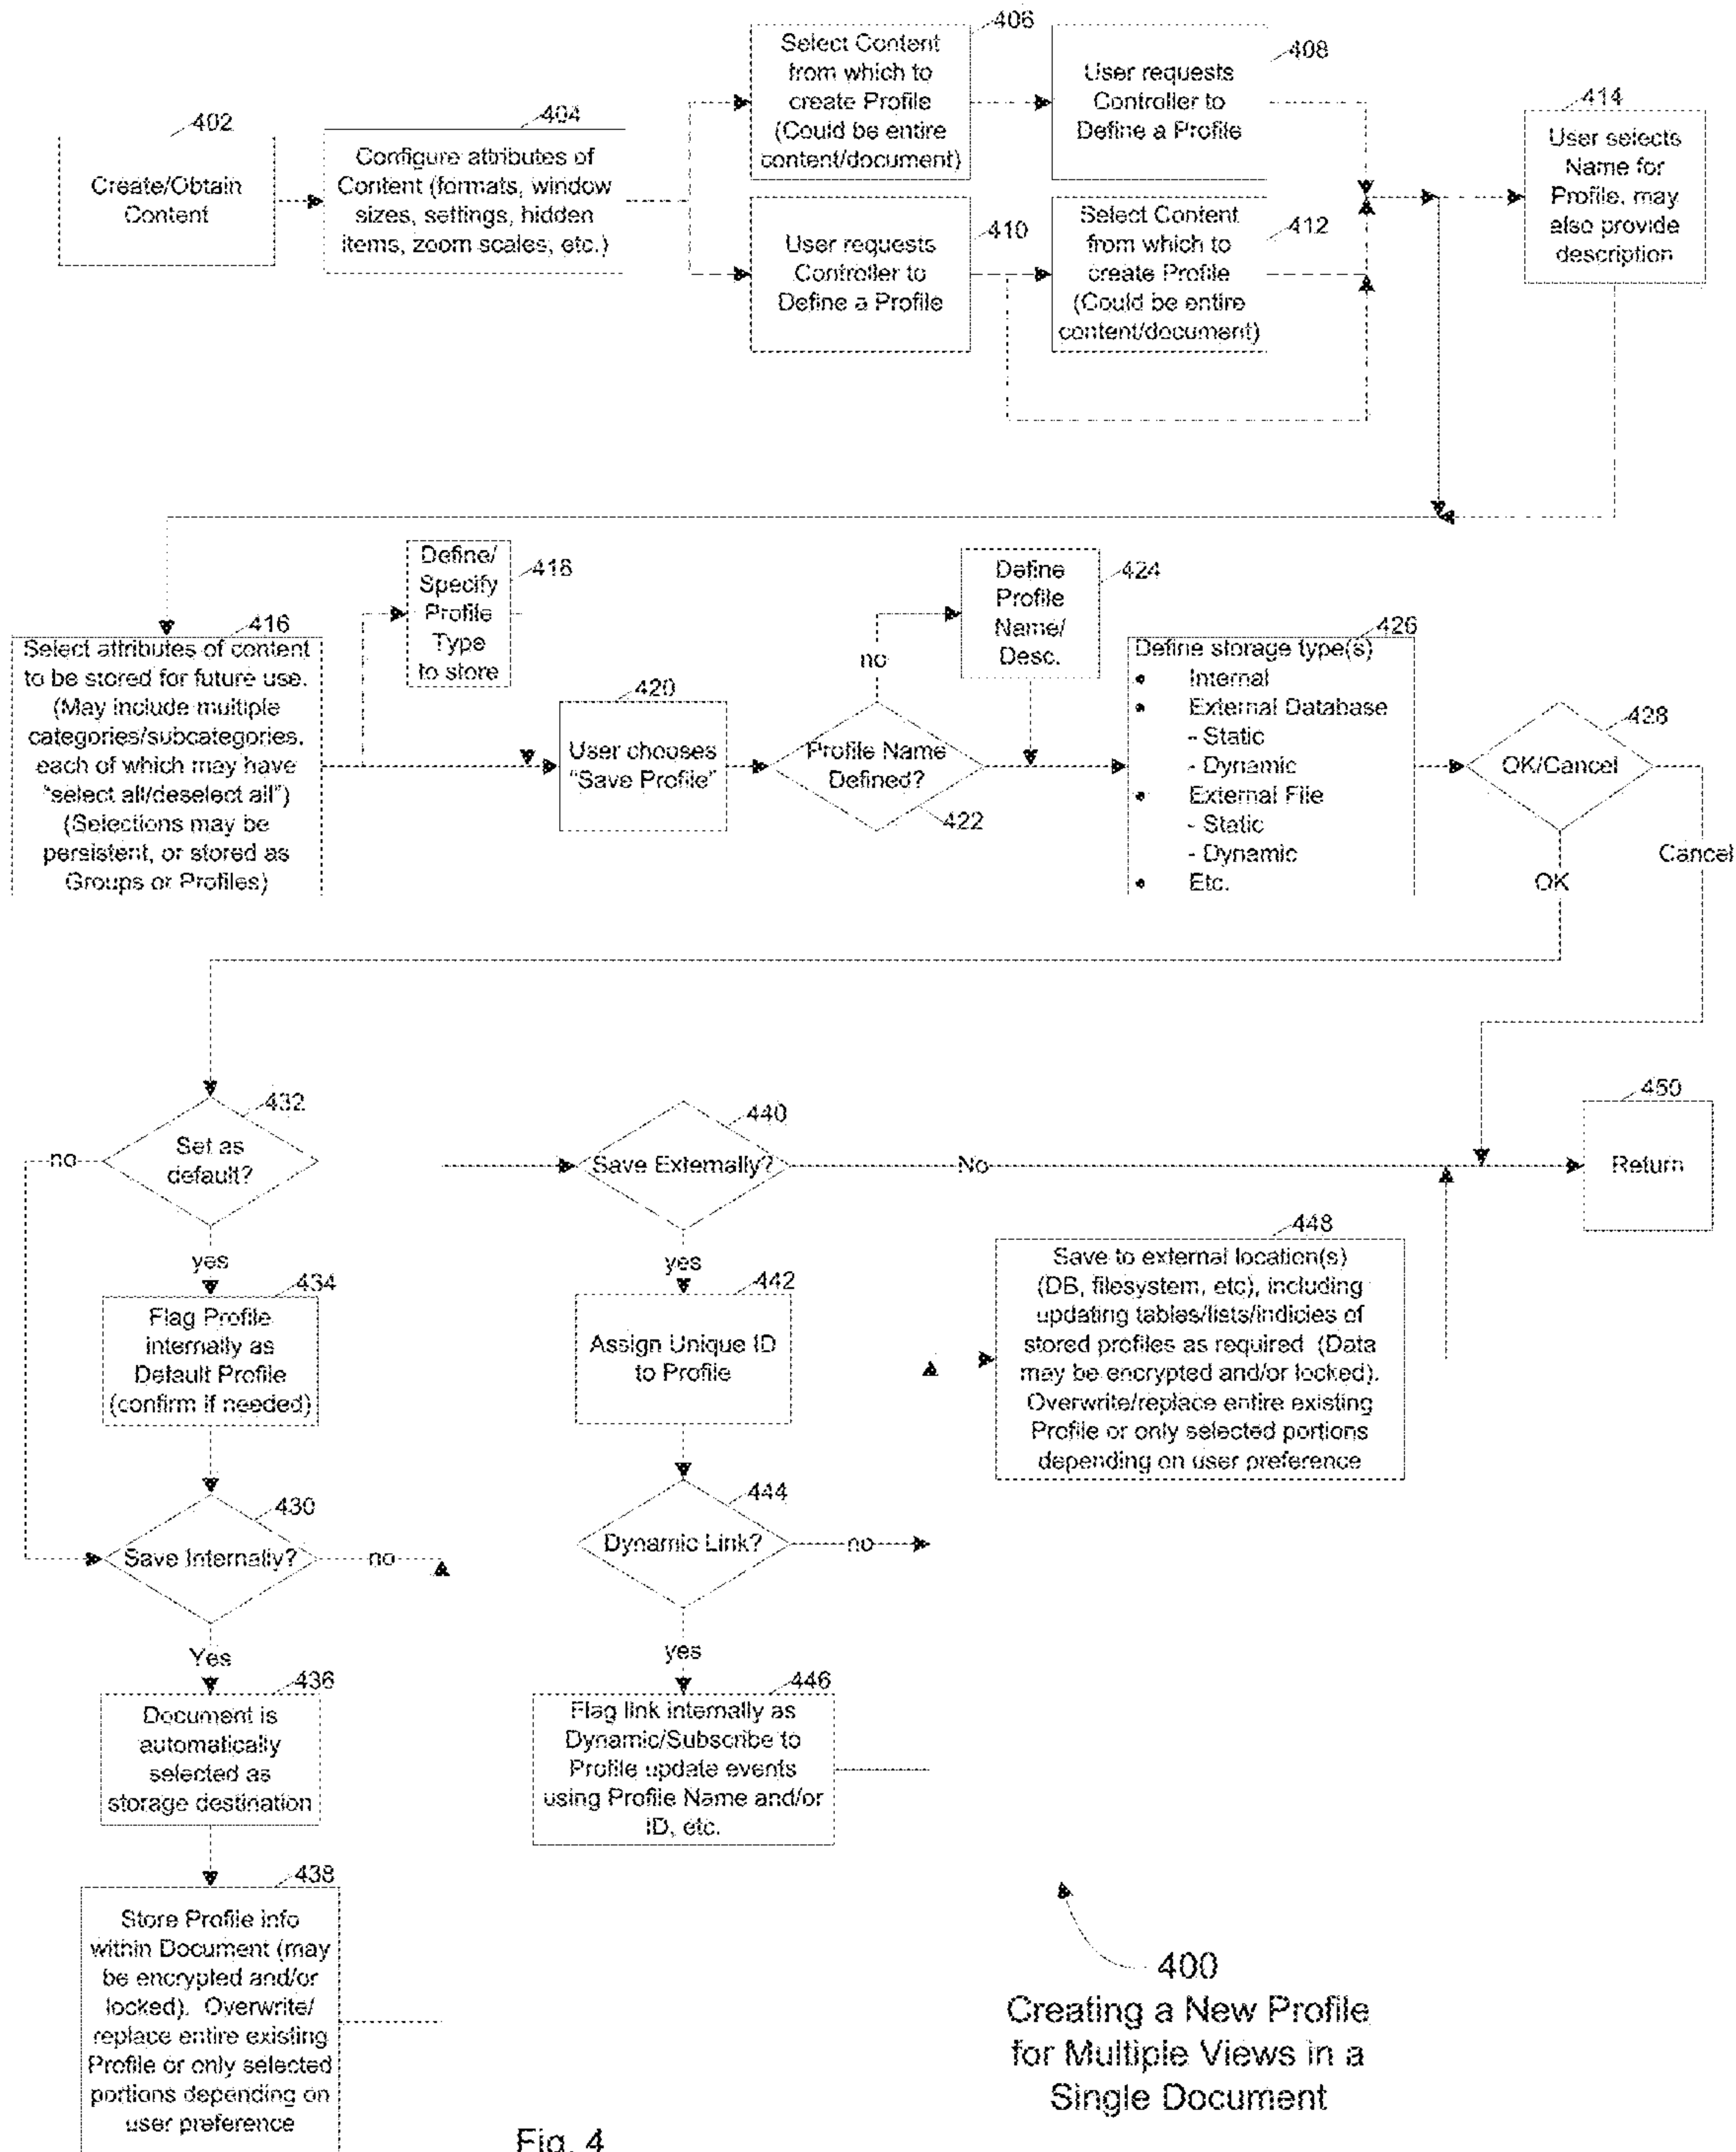 402
Create/Obtain
Content
404
Configure attributes of
Content (formats, window
sizes, settings, hidden
items, zoom scales, etc.)
406
Select Content
from which to
create Profile
(Could be entire
content/document)
408
User requests
Controller to
Define a Profile
410
User requests
Controller to
Define a Profile
412
Select Content
from which to
create Profile
(Could be entire
content/document)
414
User selects
Name for
Profile, may
also provide
description
416
Select attributes of content
to be stored for future use.
(May include multiple
categories/subcategories,
each of which may have
"select all/deselect all")
(Selections may be
persistent, or stored as
Groups or Profiles)
418
Define/
Specify
Profile
Type
to store
420
User chooses
"Save Profile"
422
Profile Name
Defined?
no
424
Define
Profile
Name/
Desc.
426
Define storage type(s)
• Internal
• External Database
- Static
- Dynamic
• External File
- Static
- Dynamic
• Etc.
428
OK/Cancel
OK
Cancel
432
Set as
default?
no
yes
434
Flag Profile
internally as
Default Profile
(confirm if needed)
430
Save Internally?
no
Yes
436
Document is
automatically
selected as
storage destination
438
Store Profile info
within Document (may
be encrypted and/or
locked). Overwrite/
replace entire existing
Profile or only selected
portions depending on
user preference
440
Save Externally?
No
yes
442
Assign Unique ID
to Profile
444
Dynamic Link?
no
yes
446
Flag link internally as
Dynamic/Subscribe to
Profile update events
using Profile Name and/or
ID, etc.
448
Save to external location(s)
(DB, filesystem, etc), including
updating tables/lists/indicies of
stored profiles as required (Data
may be encrypted and/or locked).
Overwrite/replace entire existing
Profile or only selected portions
depending on user preference
450
Return
400
Creating a New Profile
for Multiple Views in a
Single Document
Fig. 4